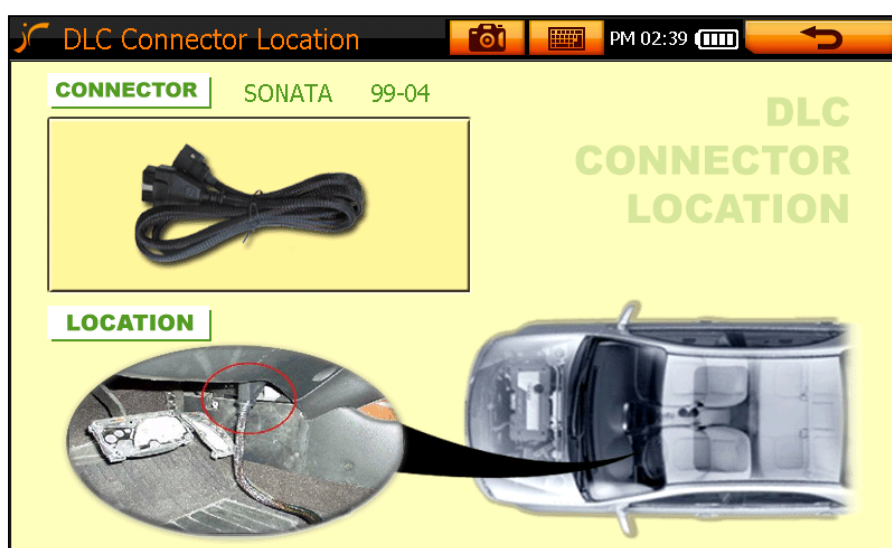 DLC Connector Location
PM 02:39
CONNECTOR SONATA 99-04
DLC
CONNECTOR
LOCATION
LOCATION